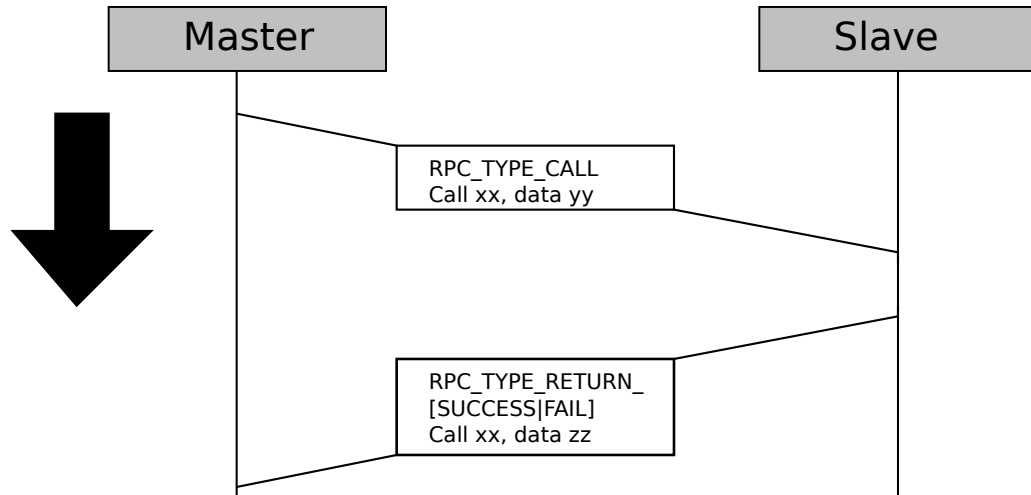 Master
Slave
RPC_TYPE_CALL
Call xx, data yy
RPC_TYPE_RETURN_
[SUCCESS|FAIL]
Call xx, data zz